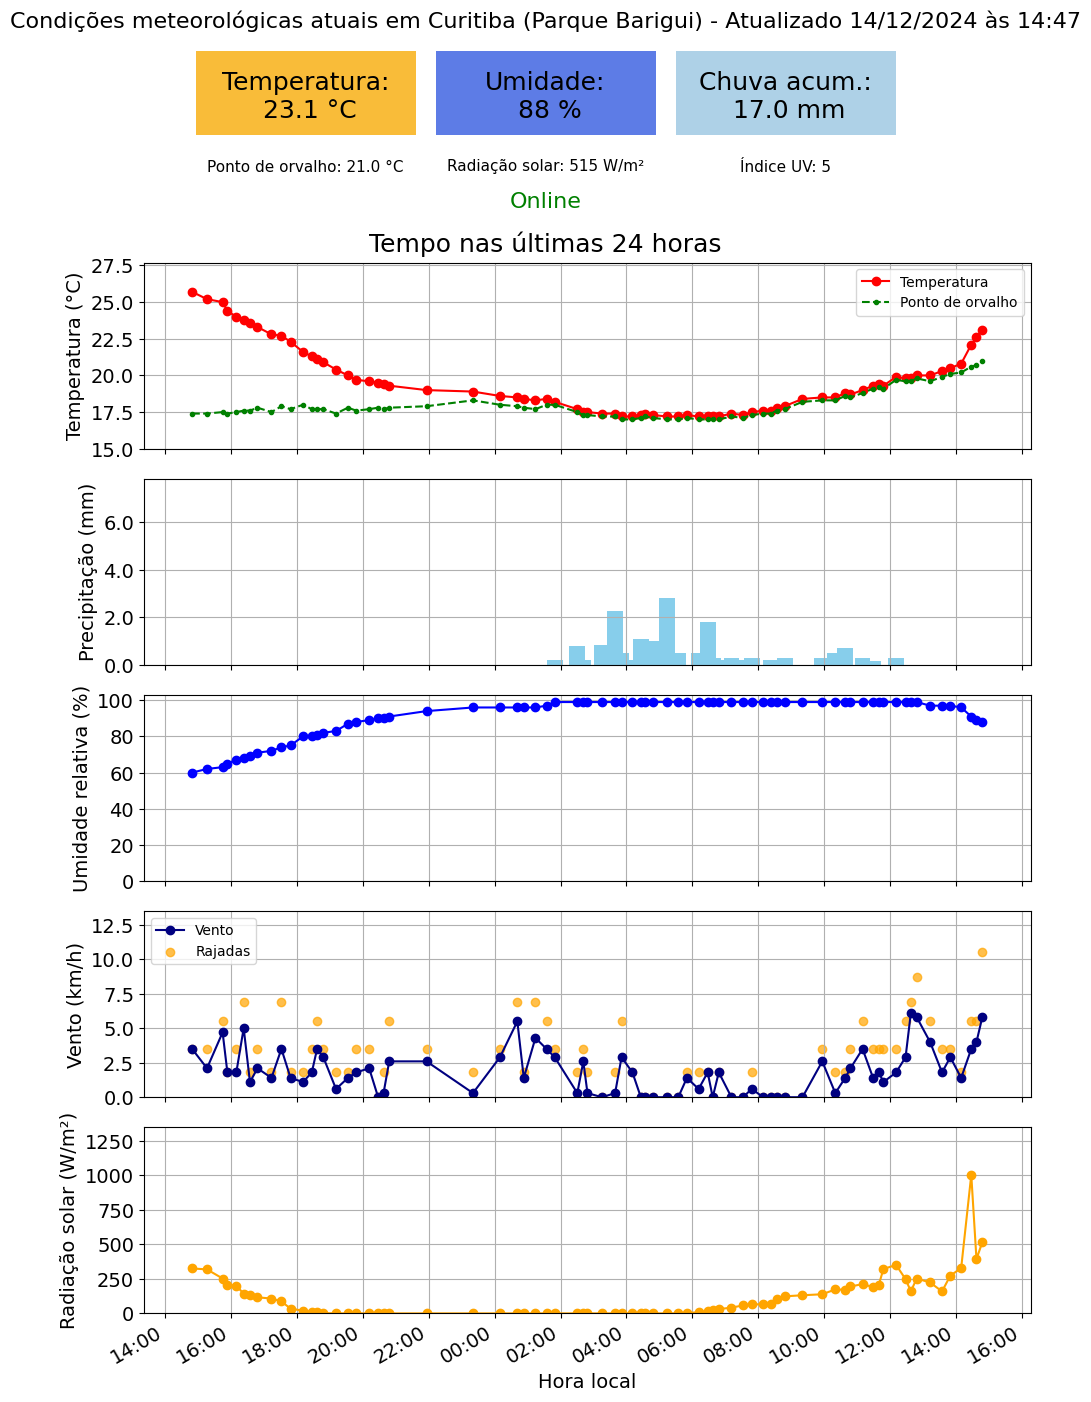 Condições meteorológicas atuais em Curitiba (Parque Barigui) - Atualizado 14/12/2024 às 14:47
Temperatura:
23.1 °C
Umidade:
88 %
Chuva acum.:
17.0 mm
Ponto de orvalho: 21.0 °C
Radiação solar: 515 W/m²
Índice UV: 5
Online
Tempo nas últimas 24 horas
Temperatura (°C)
27.5
25.0
22.5
20.0
17.5
15.0
Temperatura
Ponto de orvalho
Precipitação (mm)
6.0
4.0
2.0
0.0
Umidade relativa (%)
100
80
60
40
20
0
Vento (km/h)
12.5
10.0
7.5
5.0
2.5
0.0
Vento
Rajadas
Radiação solar (W/m²)
1250
1000
750
500
250
0
14:00
16:00
18:00
20:00
22:00
00:00
02:00
04:00
06:00
08:00
10:00
12:00
14:00
16:00
Hora local